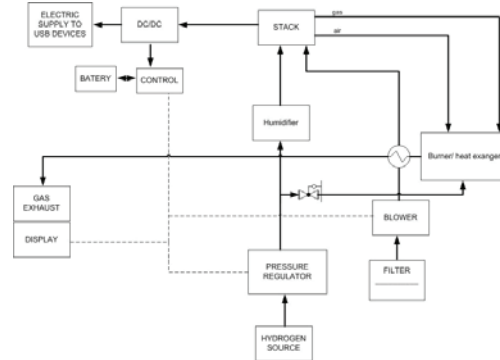 ELECTRIC
SUPPLY TO
USB DEVICES
DC/DC
STACK
air
BATERY
CONTROL
Humidifier
Burner/ heat exanger
GAS
EXHAUST
DISPLAY
BLOWER
PRESSURE
REGULATOR
FILTER
HYDROGEN
SOURCE